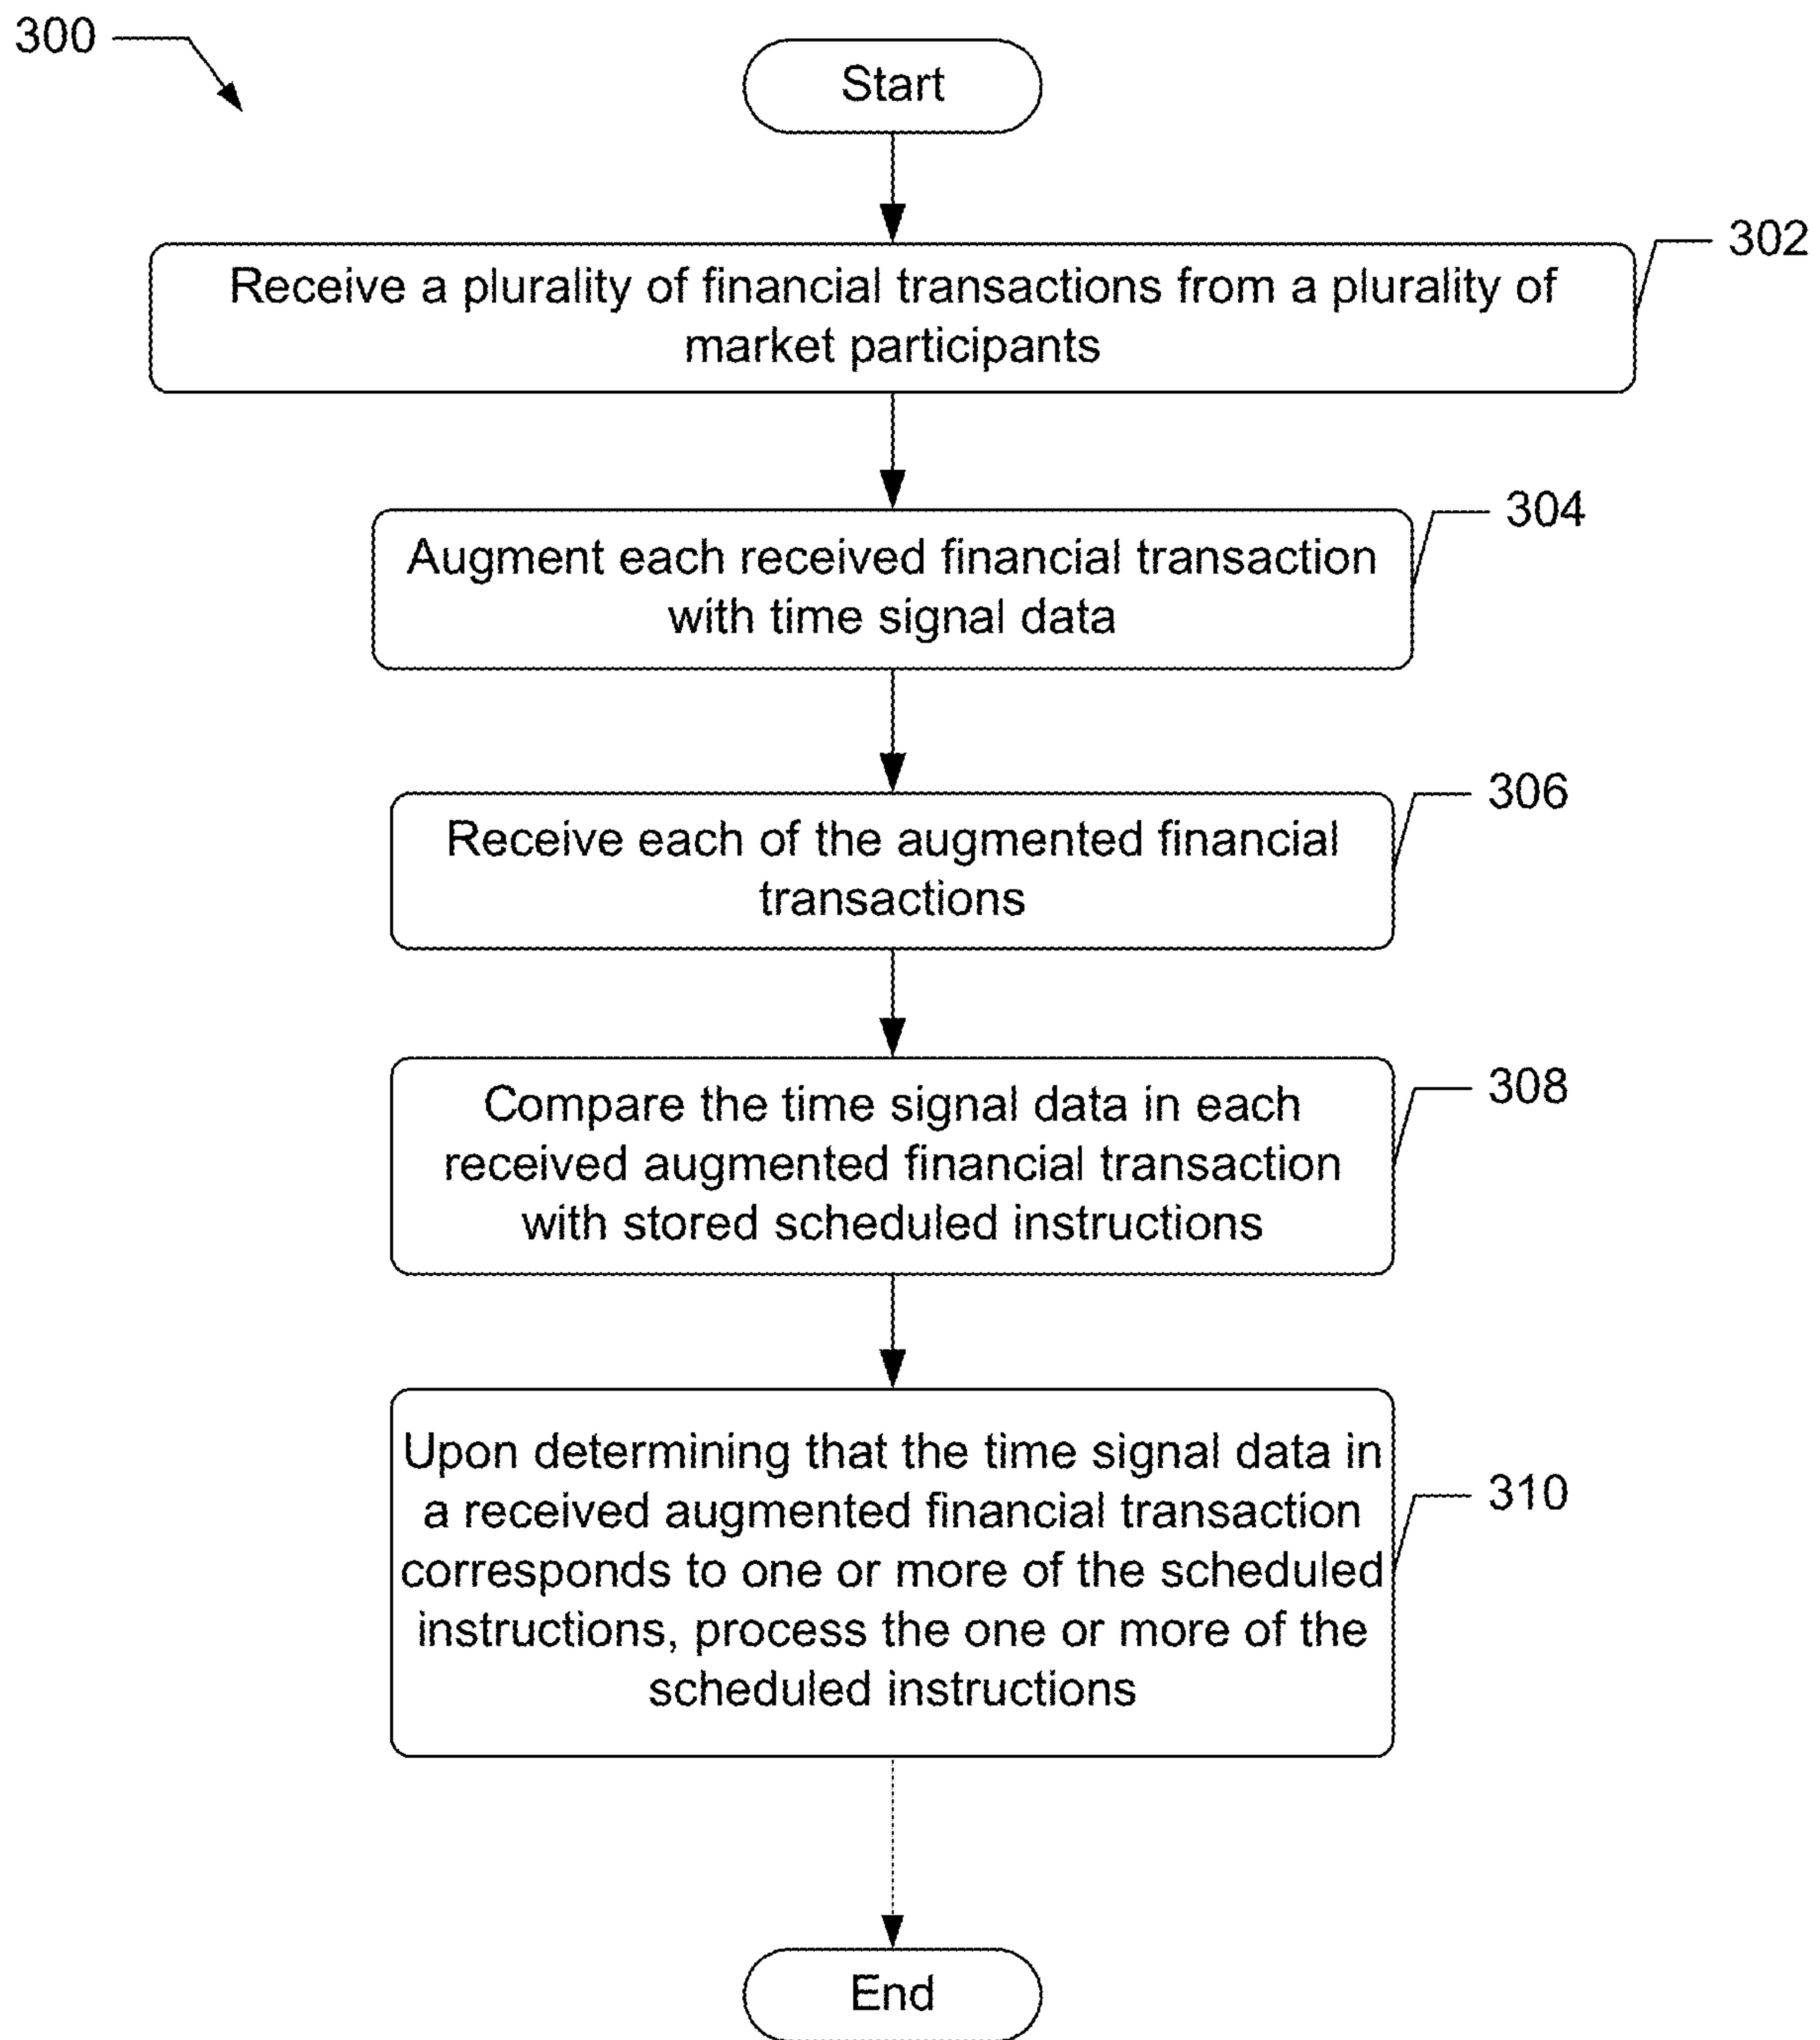 300
Start
302
Receive a plurality of financial transactions from a plurality of
market participants
304
Augment each received financial transaction
with time signal data
306
Receive each of the augmented financial
transactions
308
Compare the time signal data in each
received augmented financial transaction
with stored scheduled instructions
310
Upon determining that the time signal data in
a received augmented financial transaction
corresponds to one or more of the scheduled
instructions, process the one or more of the
scheduled instructions
End